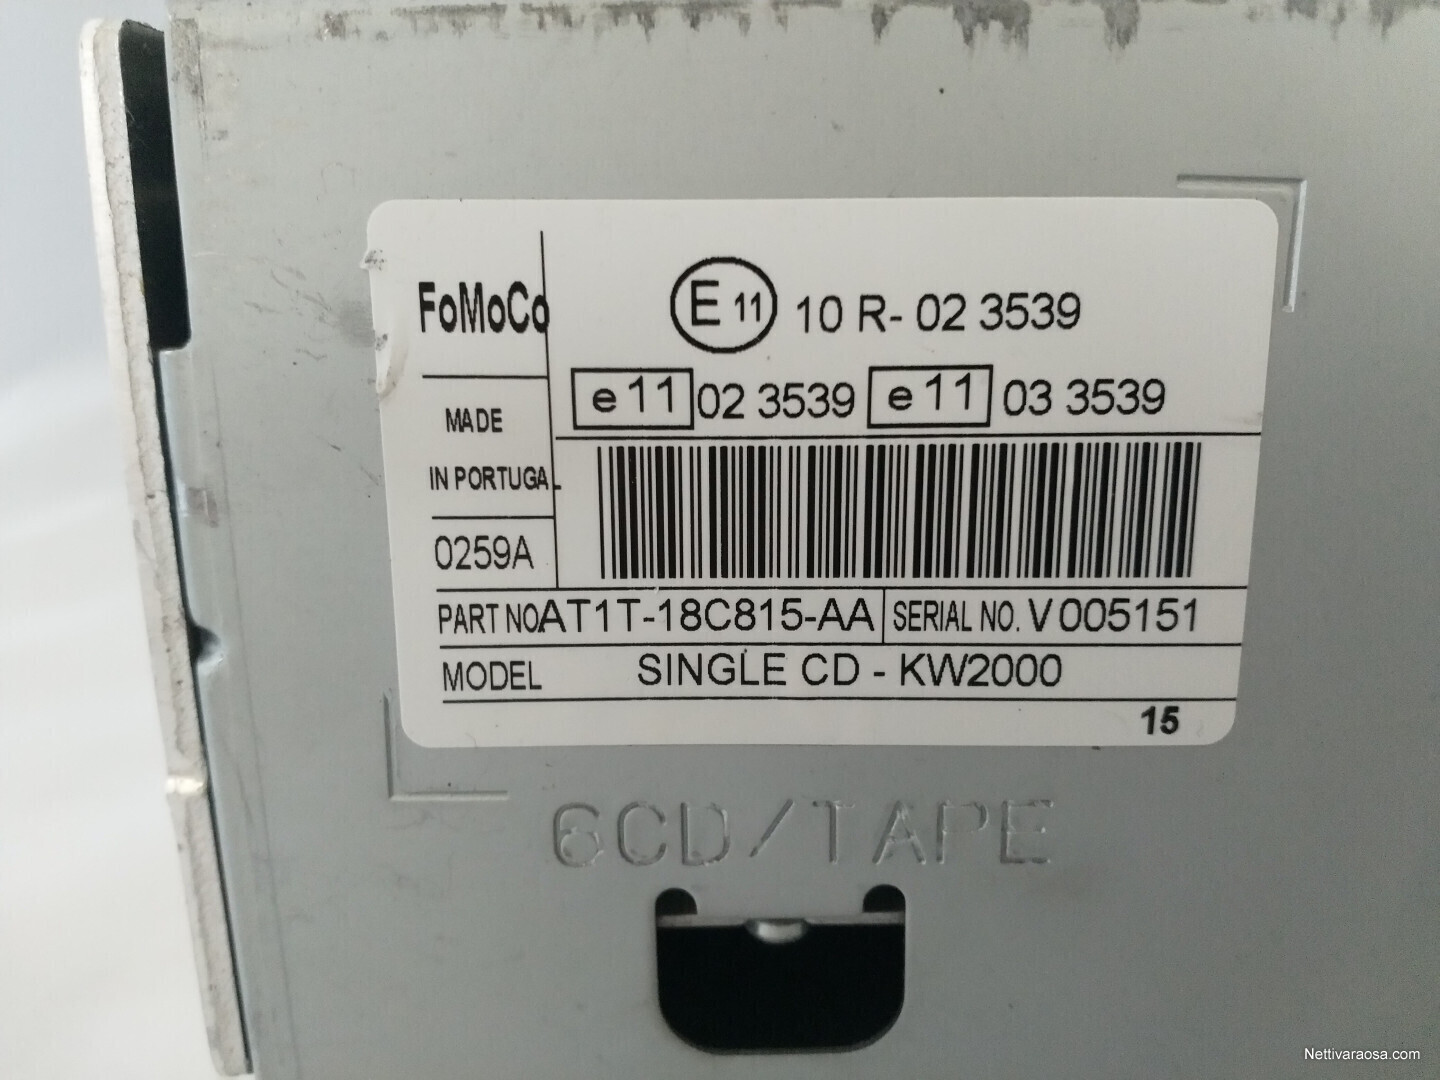 FoMoCo
E 11 10 R- 02 3539
e 11 02 3539 e 11 03 3539
MADE
IN PORTUGAL
0259A
PART NO. AT1T-18C815-AA SERIAL NO. V 005151
MODEL SINGLE CD - KW2000
15
6CD/TAPE
Nettivaraosa.com